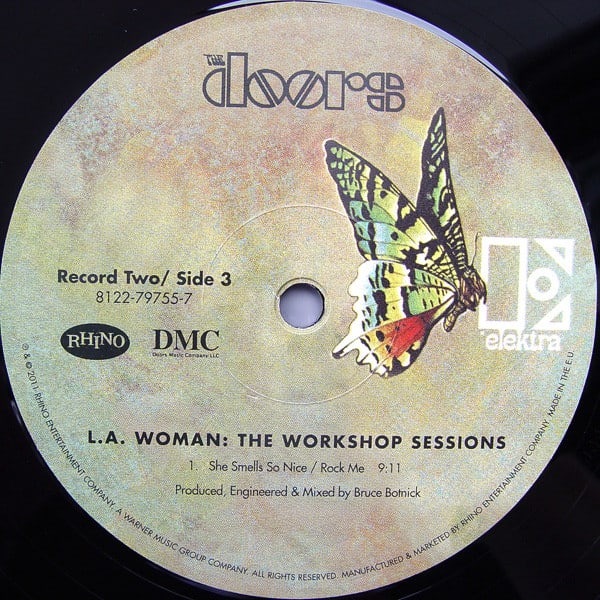 THE
doors
Record Two/ Side 3
8122-79755-7
RHINO
DMC
Doors Music Company LLC
elektra
L.A. WOMAN: THE WORKSHOP SESSIONS
1. She Smells So Nice / Rock Me 9:11
Produced, Engineered & Mixed by Bruce Botnick
℗ & © 2011 RHINO ENTERTAINMENT COMPANY, A WARNER MUSIC GROUP COMPANY. ALL RIGHTS RESERVED. MANUFACTURED & MARKETED BY RHINO ENTERTAINMENT COMPANY. MADE IN THE E.U.